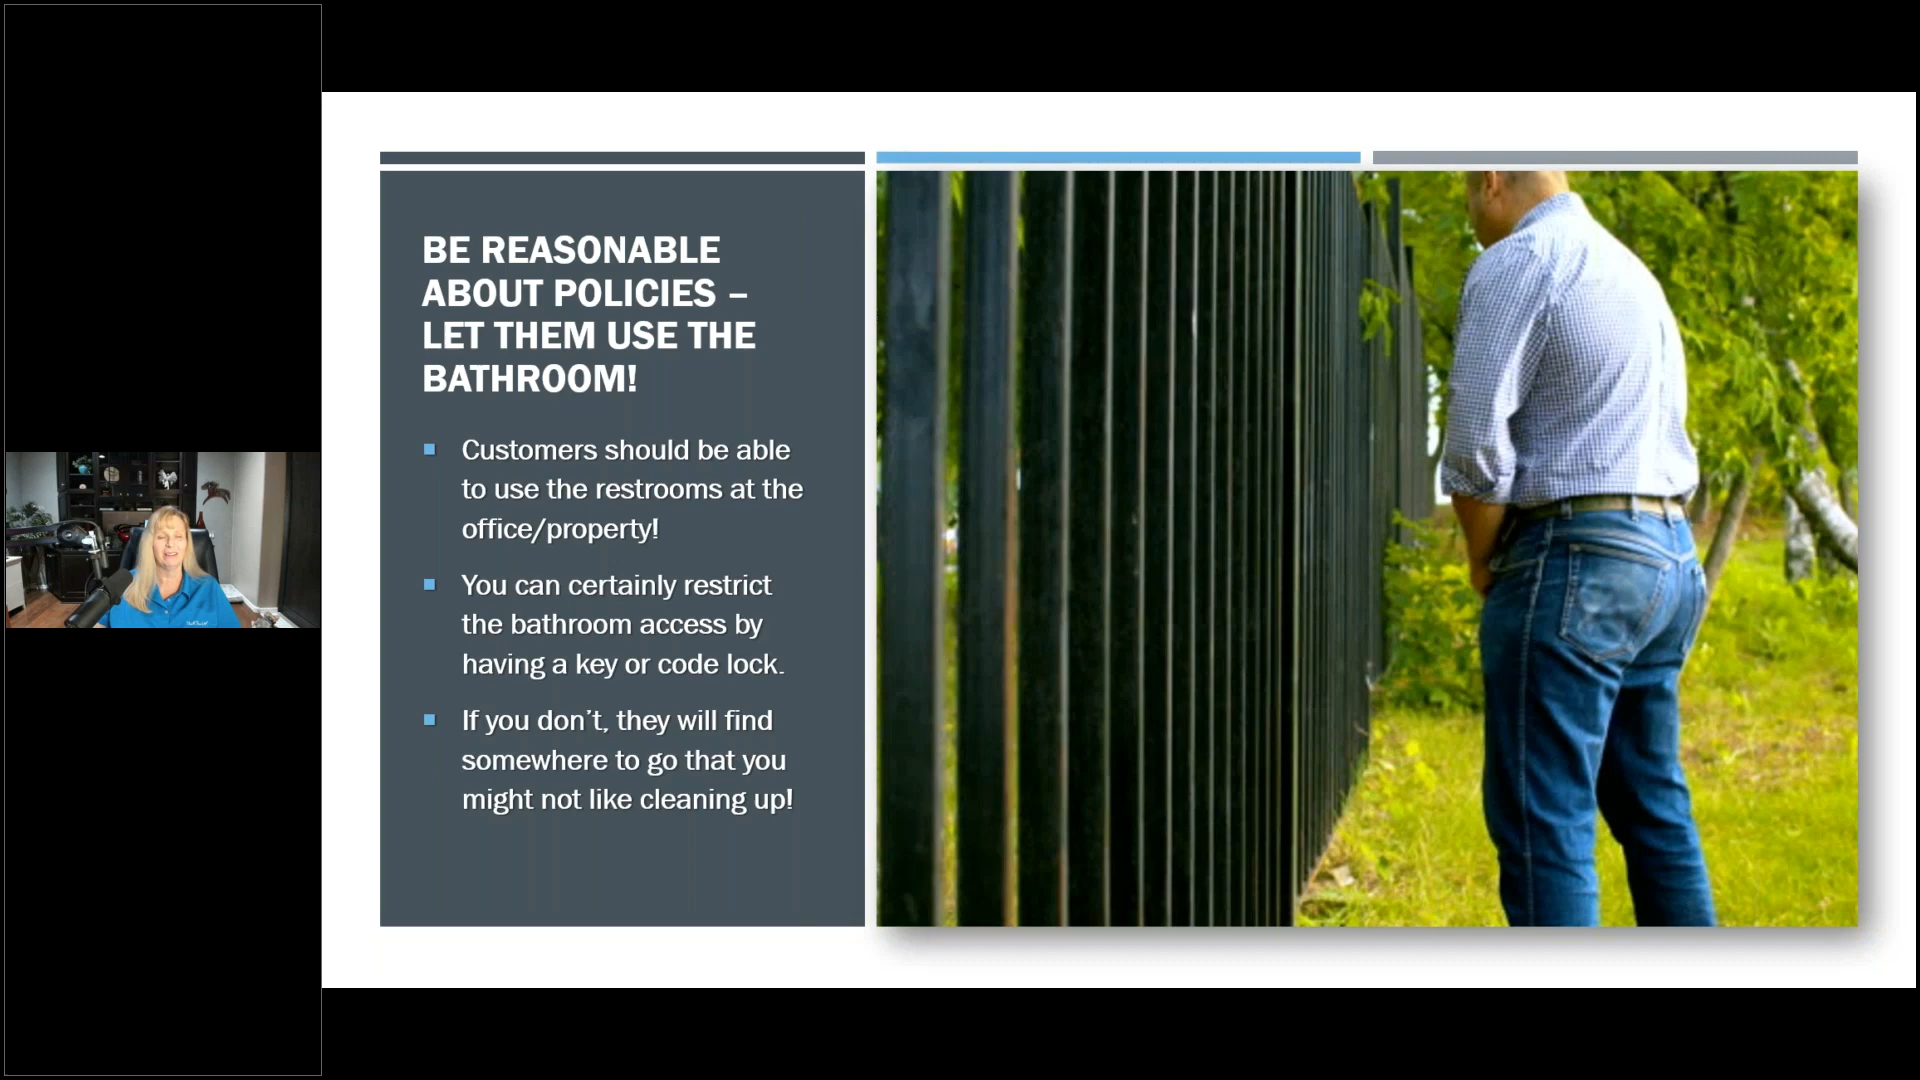 BE REASONABLE
ABOUT POLICIES –
LET THEM USE THE
BATHROOM!
Customers should be able
to use the restrooms at the
office/property!
You can certainly restrict
the bathroom access by
having a key or code lock.
If you don't, they will find
somewhere to go that you
might not like cleaning up!